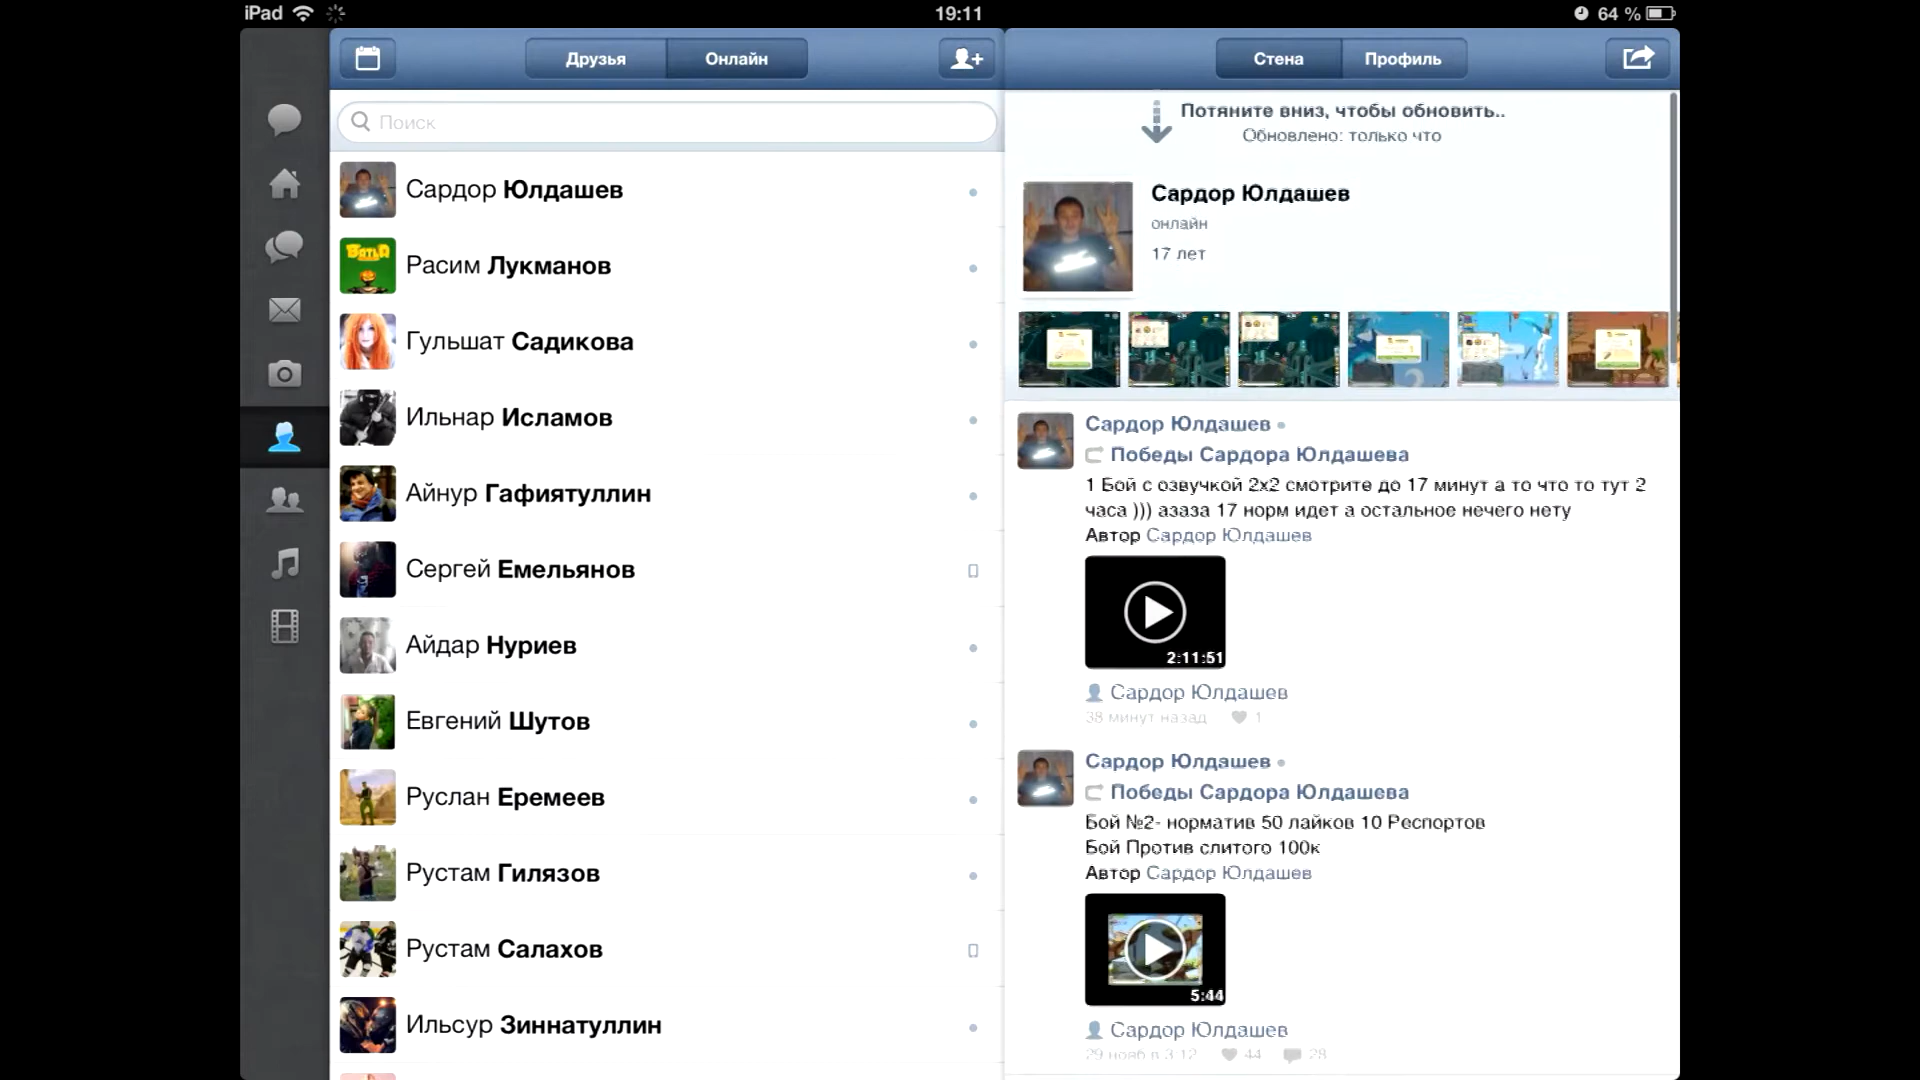 iPad
19:11
64 %
Друзья
Онлайн
Поиск
Сардор Юлдашев
Расим Лукманов
Гульшат Садикова
Ильнар Исламов
Айнур Гафиятуллин
Сергей Емельянов
Айдар Нуриев
Евгений Шутов
Руслан Еремеев
Рустам Гилязов
Рустам Салахов
Ильсур Зиннатуллин
Стена
Профиль
Потяните вниз, чтобы обновить..
Обновлено: только что
Сардор Юлдашев
онлайн
17 лет
Сардор Юлдашев
Победы Сардора Юлдашева
1 Бой с озвучкой 2х2 смотрите до 17 минут а то что то тут 2
часа ))) азаза 17 норм идет а остальное нечего нету
Автор Сардор Юлдашев
2:11:51
Сардор Юлдашев
38 минут назад 1
Сардор Юлдашев
Победы Сардора Юлдашева
Бой №2- норматив 50 лайков 10 Респортов
Бой Против слитого 100к
Автор Сардор Юлдашев
5:44
Сардор Юлдашев
29 нояб в 3:12 44 28